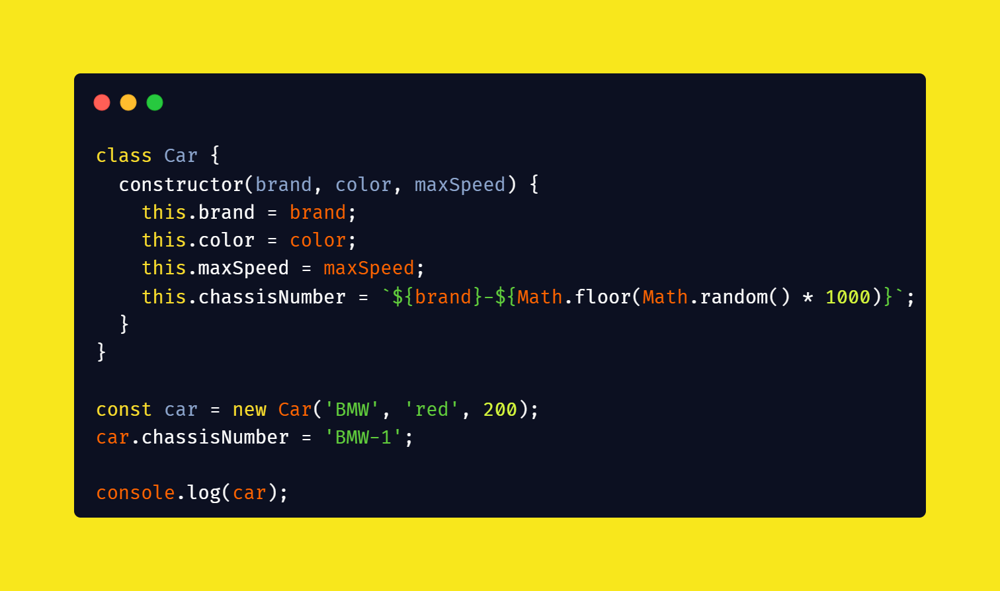 class Car {
  constructor(brand, color, maxSpeed) {
    this.brand = brand;
    this.color = color;
    this.maxSpeed = maxSpeed;
    this.chassisNumber = `${brand}-${Math.floor(Math.random() * 1000)}`;
  }
}

const car = new Car('BMW', 'red', 200);
car.chassisNumber = 'BMW-1';

console.log(car);